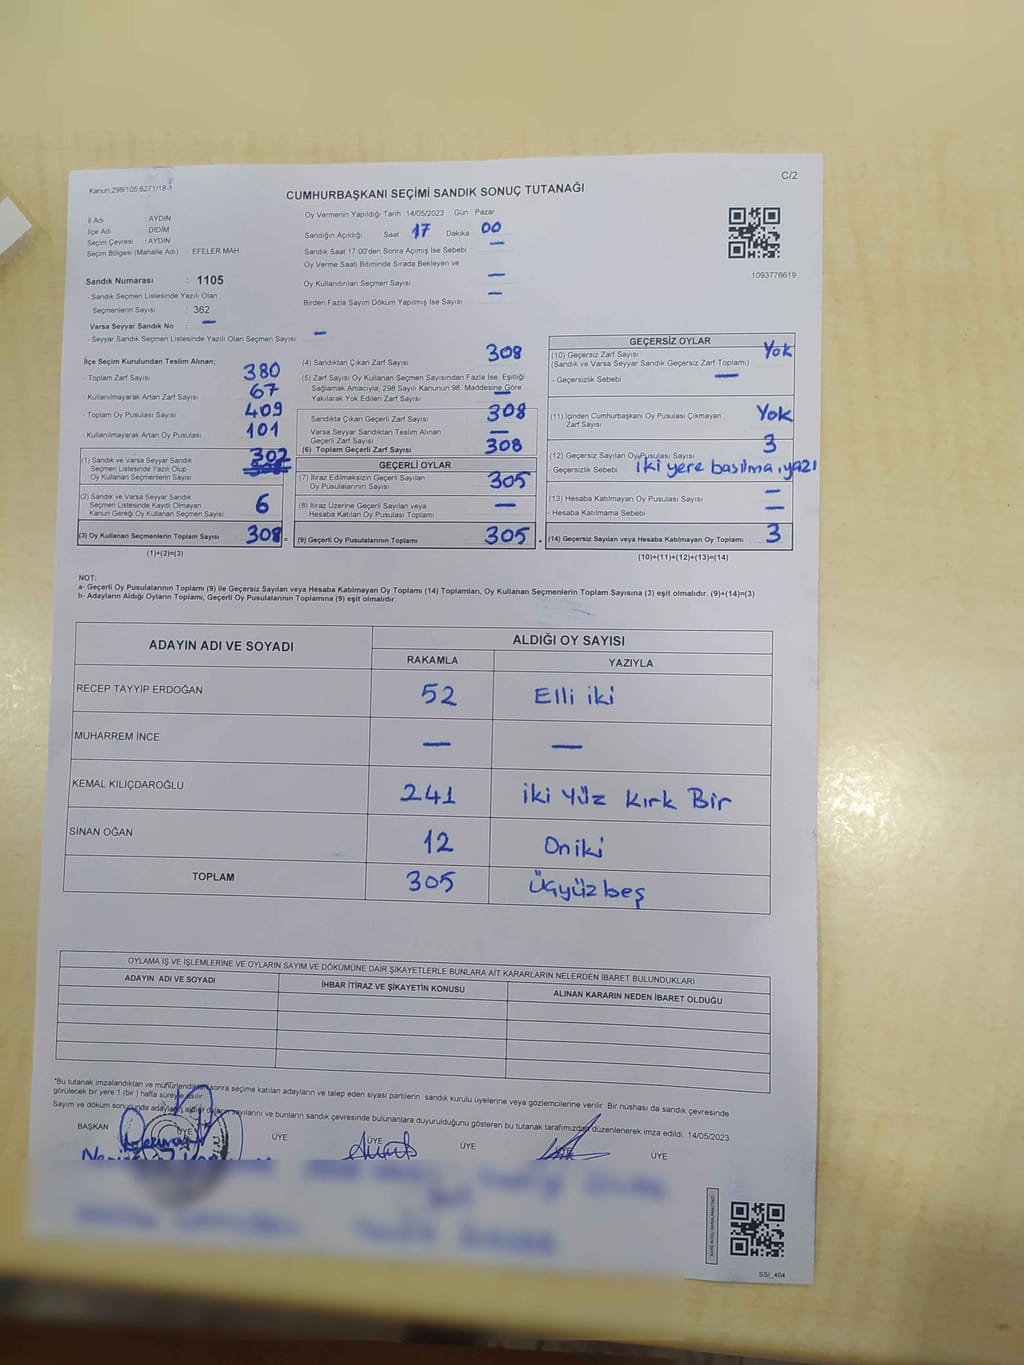 Kanun:298/105,6271/18-1
C/2
CUMHURBAŞKANI SEÇİMİ SANDIK SONUÇ TUTANAĞI
İl Adı : AYDIN
İlçe Adı : DİDİM
Seçim Çevresi : AYDIN
Seçim Bölgesi (Mahalle Adı) : EFELER MAH
Sandık Numarası : 1105
- Sandık Seçmen Listesinde Yazılı Olan
Seçmenlerin Sayısı : 362
Varsa Seyyar Sandık No : —
- Seyyar Sandık Seçmen Listesinde Yazılı Olan Seçmen Sayısı —
Oy Vermenin Yapıldığı Tarih :14/05/2023 Gün : Pazar
Sandığın Açıldığı Saat 17 Dakika 00
Sandık Saat 17.00'den Sonra Açımış İse Sebebi —
Oy Verme Saati Bitiminde Sırada Bekleyen ve
Oy Kullandırılan Seçmen Sayısı —
Birden Fazla Sayım Döküm Yapılmış İse Sayısı —
1093776619
İlçe Seçim Kurulundan Teslim Alınan;
- Toplam Zarf Sayısı 380
- Kullanılmayarak Artan Zarf Sayısı 67
- Toplam Oy Pusulası Sayısı 409
- Kullanılmayarak Artan Oy Pusulası 101
(1) Sandık ve Varsa Seyyar Sandık
Seçmen Listesinde Yazılı Olup
Oy Kullanan Seçmenlerin Sayısı 302
(2) Sandık ve Varsa Seyyar Sandık
Seçmen Listesinde Kayıtlı Olmayan
Kanun Gereği Oy Kullanan Seçmen Sayısı 6
(3) Oy Kullanan Seçmenlerin Toplam Sayısı 308 =
(1)+(2)=(3)
(4) Sandıktan Çıkan Zarf Sayısı 308
(5) Zarf Sayısı Oy Kullanan Seçmen Sayısından Fazla İse, Eşitliği
Sağlamak Amacıyla, 298 Sayılı Kanunun 98. Maddesine Göre
Yakılarak Yok Edilen Zarf Sayısı —
Sandıkta Çıkan Geçerli Zarf Sayısı 308
Varsa Seyyar Sandıktan Teslim Alınan
Geçerli Zarf Sayısı —
(6) Toplam Geçerli Zarf Sayısı 308
GEÇERLİ OYLAR
(7) İtiraz Edilmeksizin Geçerli Sayılan
Oy Pusulalarının Sayısı 305
(8) İtiraz Üzerine Geçerli Sayılan veya
Hesaba Katılan Oy Pusulası Toplamı —
(9) Geçerli Oy Pusulalarının Toplamı 305
GEÇERSİZ OYLAR
(10) Geçersiz Zarf Sayısı Yok
(Sandık ve Varsa Seyyar Sandık Geçersiz Zarf Toplamı)
- Geçersizlik Sebebi —
(11) İçinden Cumhurbaşkanı Oy Pusulası Çıkmayan
Zarf Sayısı Yok
(12) Geçersiz Sayılan Oy Pusulası Sayısı 3
- Geçersizlik Sebebi iki yere basılma, yazı
(13) Hesaba Katılmayan Oy Pusulası Sayısı —
- Hesaba Katılmama Sebebi —
(14) Geçersiz Sayılan veya Hesaba Katılmayan Oy Toplamı 3
(10)+(11)+(12)+(13)=(14)
NOT:
a- Geçerli Oy Pusulalarının Toplamı (9) ile Geçersiz Sayılan veya Hesaba Katılmayan Oy Toplamı (14) Toplamları, Oy Kullanan Seçmenlerin Toplam Sayısına (3) eşit olmalıdır. (9)+(14)=(3)
b- Adayların Aldığı Oyların Toplamı, Geçerli Oy Pusulalarının Toplamına (9) eşit olmalıdır.
ADAYIN ADI VE SOYADI ALDIĞI OY SAYISI
RAKAMLA YAZIYLA
RECEP TAYYİP ERDOĞAN 52 Elli iki
MUHARREM İNCE — —
KEMAL KILIÇDAROĞLU 241 iki Yüz Kırk Bir
SİNAN OĞAN 12 Oniki
TOPLAM 305 Üçyüz beş
OYLAMA İŞ VE İŞLEMLERİNE VE OYLARIN SAYIM VE DÖKÜMÜNE DAİR ŞİKAYETLERLE BUNLARA AİT KARARLARIN NELERDEN İBARET BULUNDUKLARI
ADAYIN ADI VE SOYADI İHBAR İTİRAZ VE ŞİKAYETİN KONUSU ALINAN KARARIN NEDEN İBARET OLDUĞU
*Bu tutanak imzalandıktan ve mühürlendikten sonra seçime katılan adayların ve talep eden siyasi partilerin sandık kurulu üyelerine veya gözlemcilerine verilir. Bir nüshası da sandık çevresinde
görülecek bir yere 1 (bir ) hafta süreyle asılır.
Sayım ve döküm sonucunda adayların aldığı oyların sayılarını ve bunların sandık çevresinde bulunanlara duyurulduğunu gösteren bu tutanak tarafımızdan düzenlenerek imza edildi. 14/05/2023
BAŞKAN ÜYE ÜYE ÜYE ÜYE ÜYE ÜYE
SSİ_404